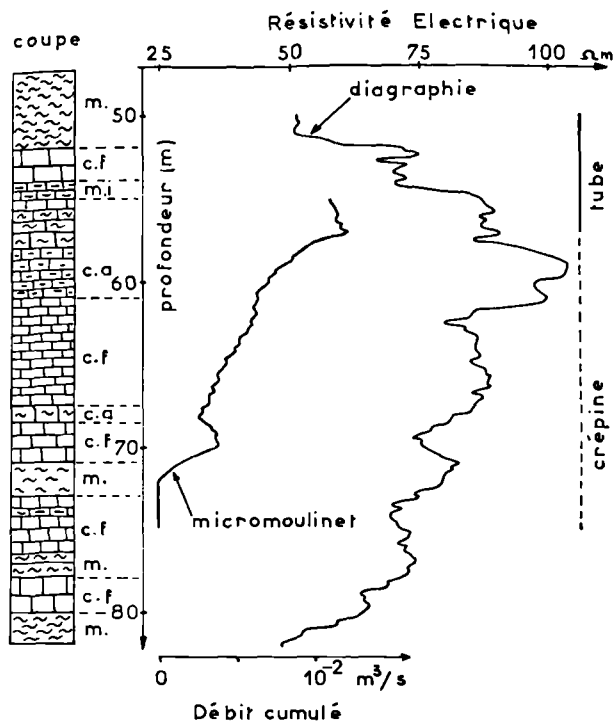 Résistivité Electrique
coupe
25 50 75 100 Ωm
diagraphie
m.
50
c.f
m.i
tube
profondeur (m)
c.a
60
c.f
crépine
c.a
c.f
70
m.
micromoulinet
c.f
m.
c.f
80
m.
0 10⁻² m³/s
Débit cumulé